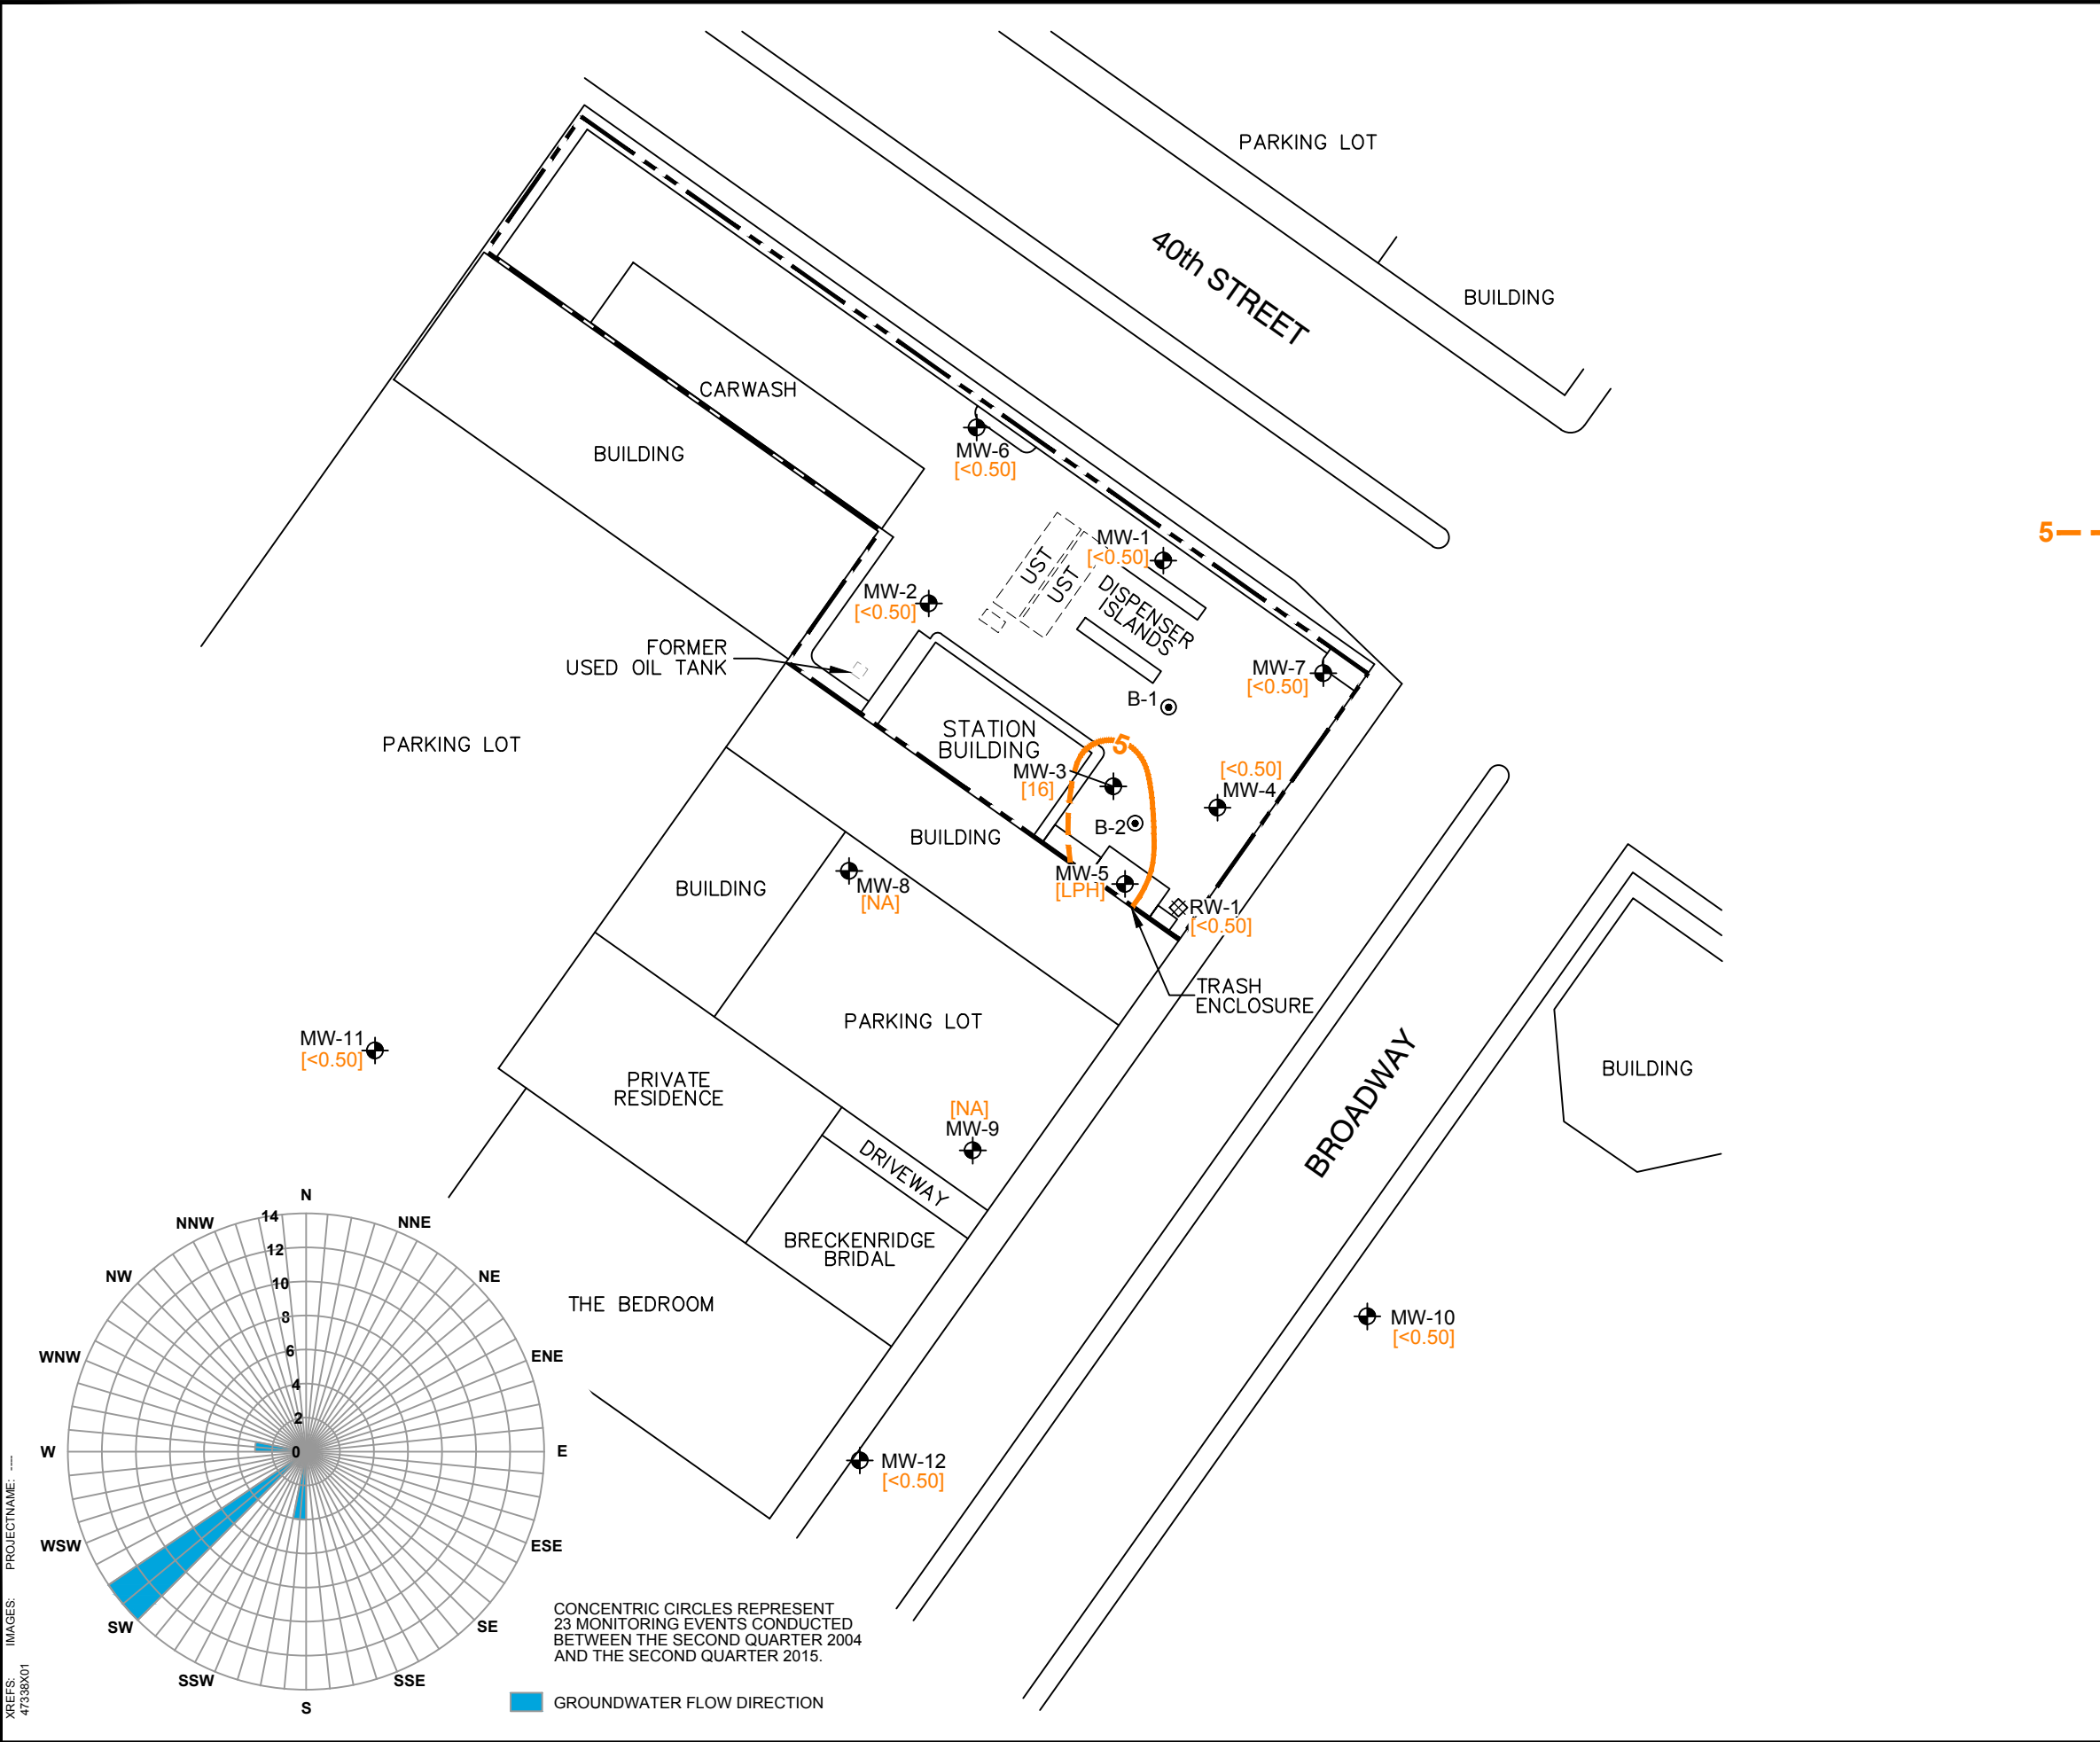 PARKING LOT
40th STREET
BUILDING
CARWASH
BUILDING
MW-6
[<0.50]
5
MW-1
[<0.50]
UST
UST
DISPENSER
ISLANDS
MW-2
[<0.50]
FORMER
USED OIL TANK
MW-7
[<0.50]
B-1
STATION
BUILDING
5
PARKING LOT
MW-3
[16]
[<0.50]
MW-4
B-2
BUILDING
BUILDING
MW-8
[NA]
MW-5
[LPH]
RW-1
[<0.50]
TRASH
ENCLOSURE
PARKING LOT
MW-11
[<0.50]
BROADWAY
BUILDING
PRIVATE
RESIDENCE
[NA]
MW-9
DRIVEWAY
BRECKENRIDGE
BRIDAL
THE BEDROOM
MW-10
[<0.50]
MW-12
[<0.50]
N
NNE
NE
ENE
E
ESE
SE
SSE
S
SSW
SW
WSW
W
WNW
NW
NNW
14
12
10
8
6
4
2
0
CONCENTRIC CIRCLES REPRESENT
23 MONITORING EVENTS CONDUCTED
BETWEEN THE SECOND QUARTER 2004
AND THE SECOND QUARTER 2015.
GROUNDWATER FLOW DIRECTION
XREFS: IMAGES: PROJECTNAME: ----
47338X01